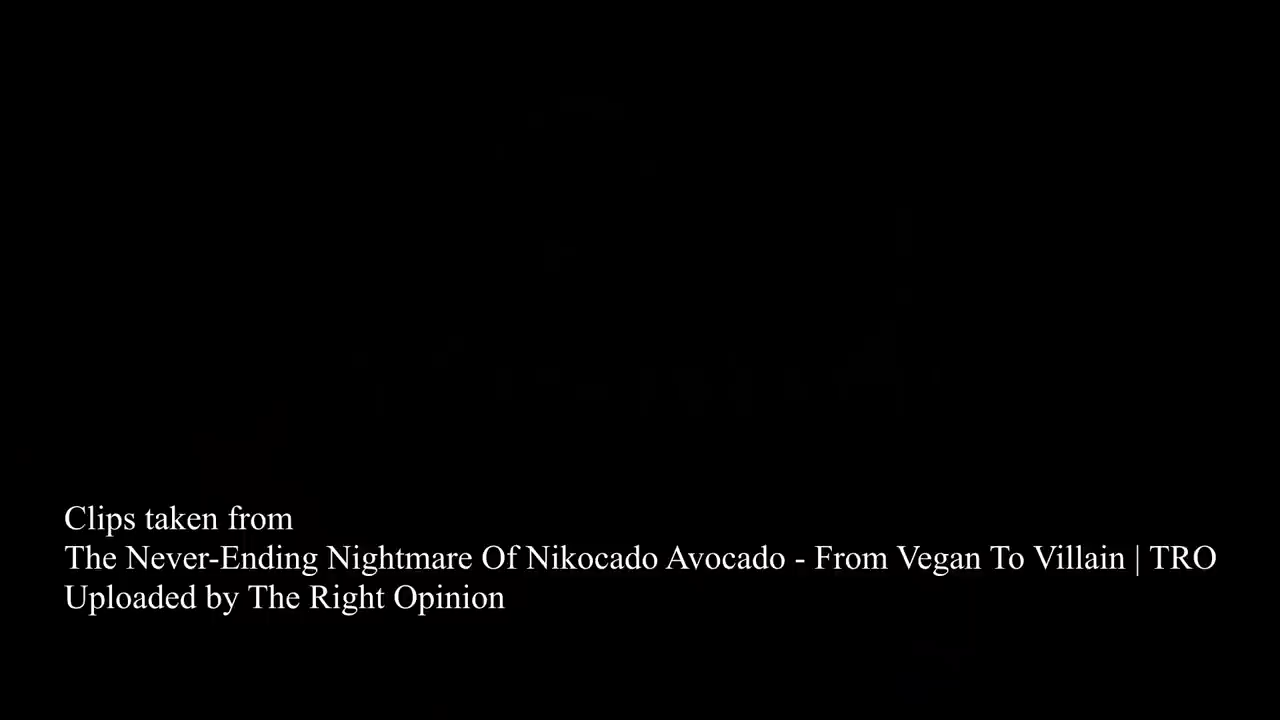 Clips taken from
The Never-Ending Nightmare Of Nikocado Avocado - From Vegan To Villain | TRO
Uploaded by The Right Opinion